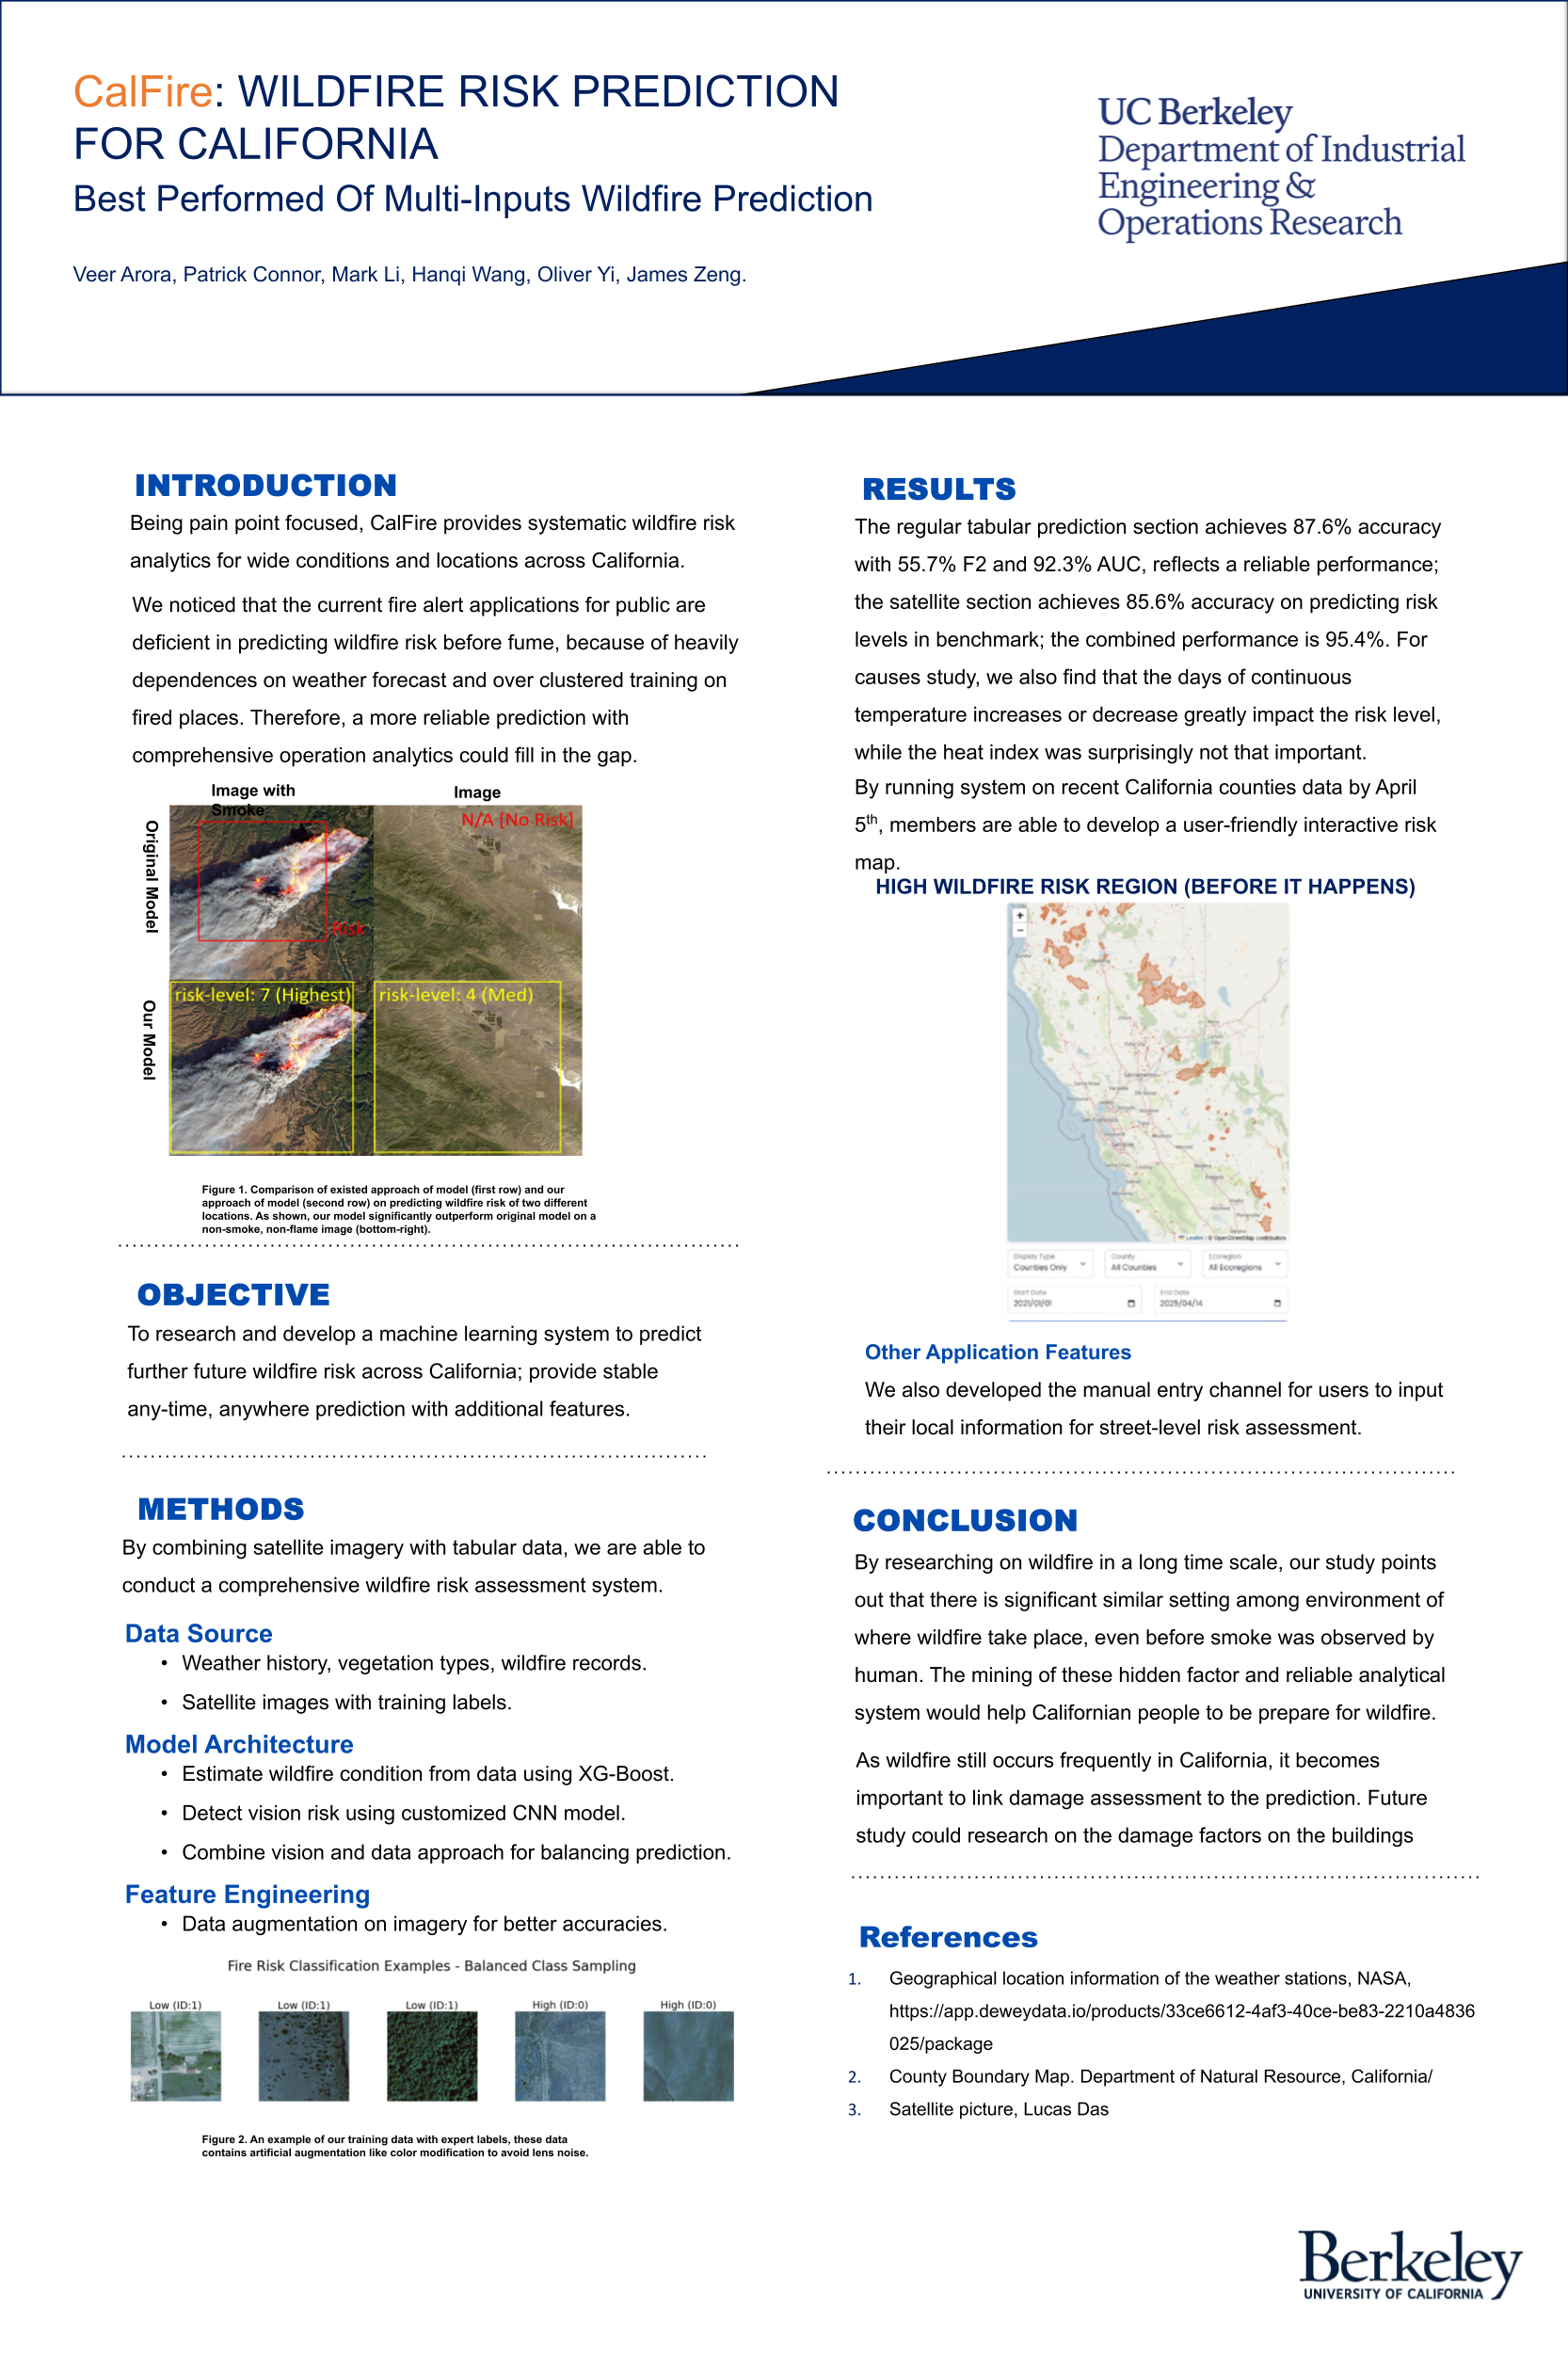 CalFire: WILDFIRE RISK PREDICTION
FOR CALIFORNIA
Best Performed Of Multi-Inputs Wildfire Prediction
Veer Arora, Patrick Connor, Mark Li, Hanqi Wang, Oliver Yi, James Zeng.
UC Berkeley
Department of Industrial
Engineering &
Operations Research
INTRODUCTION
Being pain point focused, CalFire provides systematic wildfire risk
analytics for wide conditions and locations across California.
We noticed that the current fire alert applications for public are
deficient in predicting wildfire risk before fume, because of heavily
dependences on weather forecast and over clustered training on
fired places. Therefore, a more reliable prediction with
comprehensive operation analytics could fill in the gap.
Image with
Smoke
Image
Original Model
N/A [No Risk]
Risk
Our Model
risk-level: 7 (Highest)
risk-level: 4 (Med)
Figure 1. Comparison of existed approach of model (first row) and our
approach of model (second row) on predicting wildfire risk of two different
locations. As shown, our model significantly outperform original model on a
non-smoke, non-flame image (bottom-right).
OBJECTIVE
To research and develop a machine learning system to predict
further future wildfire risk across California; provide stable
any-time, anywhere prediction with additional features.
METHODS
By combining satellite imagery with tabular data, we are able to
conduct a comprehensive wildfire risk assessment system.
Data Source
• Weather history, vegetation types, wildfire records.
• Satellite images with training labels.
Model Architecture
• Estimate wildfire condition from data using XG-Boost.
• Detect vision risk using customized CNN model.
• Combine vision and data approach for balancing prediction.
Feature Engineering
• Data augmentation on imagery for better accuracies.
Fire Risk Classification Examples - Balanced Class Sampling
Low (ID:1)
Low (ID:1)
Low (ID:1)
High (ID:0)
High (ID:0)
Figure 2. An example of our training data with expert labels, these data
contains artificial augmentation like color modification to avoid lens noise.
RESULTS
The regular tabular prediction section achieves 87.6% accuracy
with 55.7% F2 and 92.3% AUC, reflects a reliable performance;
the satellite section achieves 85.6% accuracy on predicting risk
levels in benchmark; the combined performance is 95.4%. For
causes study, we also find that the days of continuous
temperature increases or decrease greatly impact the risk level,
while the heat index was surprisingly not that important.
By running system on recent California counties data by April
5th, members are able to develop a user-friendly interactive risk
map.
HIGH WILDFIRE RISK REGION (BEFORE IT HAPPENS)
+
−
Leaflet | © OpenStreetMap contributors
Display Type
Counties Only
County
All Counties
Ecoregion
All Ecoregions
Start Date
2021/01/01
End Date
2025/04/14
Other Application Features
We also developed the manual entry channel for users to input
their local information for street-level risk assessment.
CONCLUSION
By researching on wildfire in a long time scale, our study points
out that there is significant similar setting among environment of
where wildfire take place, even before smoke was observed by
human. The mining of these hidden factor and reliable analytical
system would help Californian people to be prepare for wildfire.
As wildfire still occurs frequently in California, it becomes
important to link damage assessment to the prediction. Future
study could research on the damage factors on the buildings
References
1. Geographical location information of the weather stations, NASA,
https://app.deweydata.io/products/33ce6612-4af3-40ce-be83-2210a4836
025/package
2. County Boundary Map. Department of Natural Resource, California/
3. Satellite picture, Lucas Das
Berkeley
UNIVERSITY OF CALIFORNIA